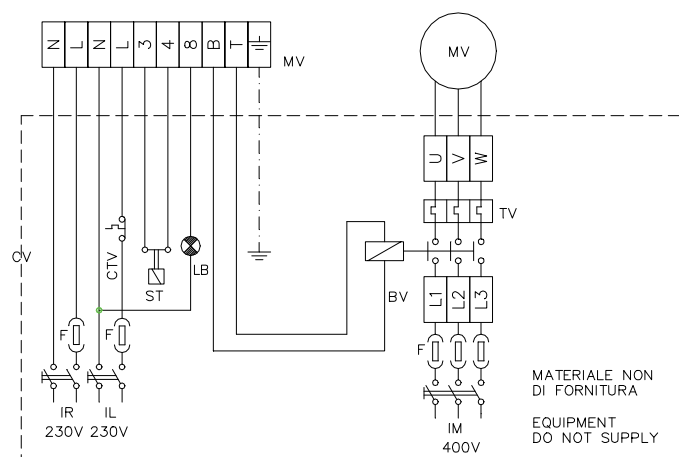 N L N L 3 4 8 B T
MV
MV
U V W
TV
CV
CTV
ST
LB
BV
L1 L2 L3
F
F
F
IR
IL
230V
230V
IM
400V
MATERIALE NON
DI FORNITURA
EQUIPMENT
DO NOT SUPPLY